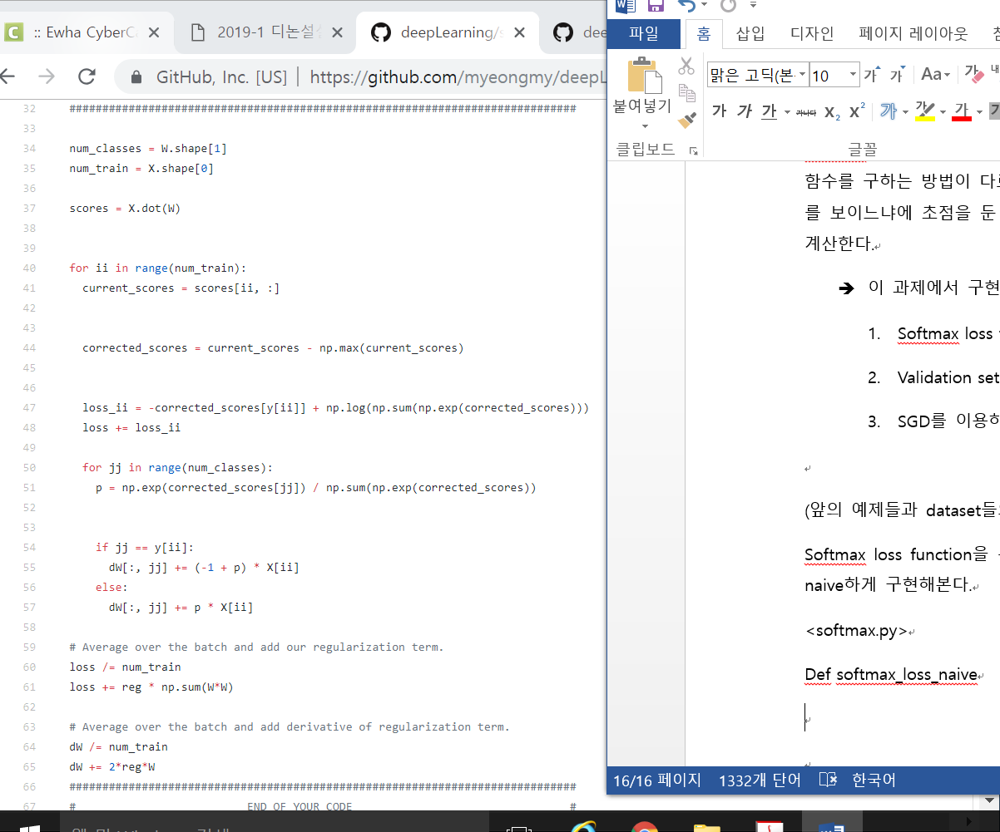 :: Ewha CyberC
2019-1 디논설
deepLearning/
dee
GitHub, Inc. [US] | https://github.com/myeongmy/deepL
32 #############################################################################
33
34 num_classes = W.shape[1]
35 num_train = X.shape[0]
36
37 scores = X.dot(W)
38
39
40 for ii in range(num_train):
41 current_scores = scores[ii, :]
42
43
44 corrected_scores = current_scores - np.max(current_scores)
45
46
47 loss_ii = -corrected_scores[y[ii]] + np.log(np.sum(np.exp(corrected_scores)))
48 loss += loss_ii
49
50 for jj in range(num_classes):
51 p = np.exp(corrected_scores[jj]) / np.sum(np.exp(corrected_scores))
52
53
54 if jj == y[ii]:
55 dW[:, jj] += (-1 + p) * X[ii]
56 else:
57 dW[:, jj] += p * X[ii]
58
59 # Average over the batch and add our regularization term.
60 loss /= num_train
61 loss += reg * np.sum(W*W)
62
63 # Average over the batch and add derivative of regularization term.
64 dW /= num_train
65 dW += 2*reg*W
66 #############################################################################
67 # END OF YOUR CODE #
파일 홈 삽입 디자인 페이지 레이아웃
맑은 고딕(본 10 가 가 Aa 가
붙여넣기
가 가 가 가나다 X2 X2 가 가 가
클립보드 글꼴
함수를 구하는 방법이 다
를 보이느냐에 초점을 둔
계산한다.
➔ 이 과제에서 구현
1. Softmax loss
2. Validation set
3. SGD를 이용하
(앞의 예제들과 dataset들
Softmax loss function을
naive하게 구현해본다.
<softmax.py>
Def softmax_loss_naive
16/16 페이지 1332개 단어 한국어